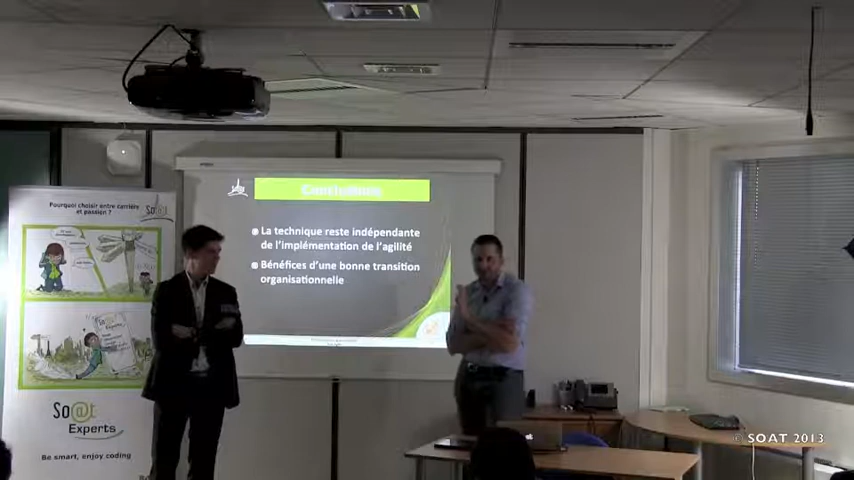 Pourquoi choisir entre carrière
et passion ?
So@t
Conclusion
La technique reste indépendante
de l'implémentation de l'agilité
Bénéfices d'une bonne transition
organisationnelle
So@t
Experts
Be smart, enjoy coding
© SOAT 2013